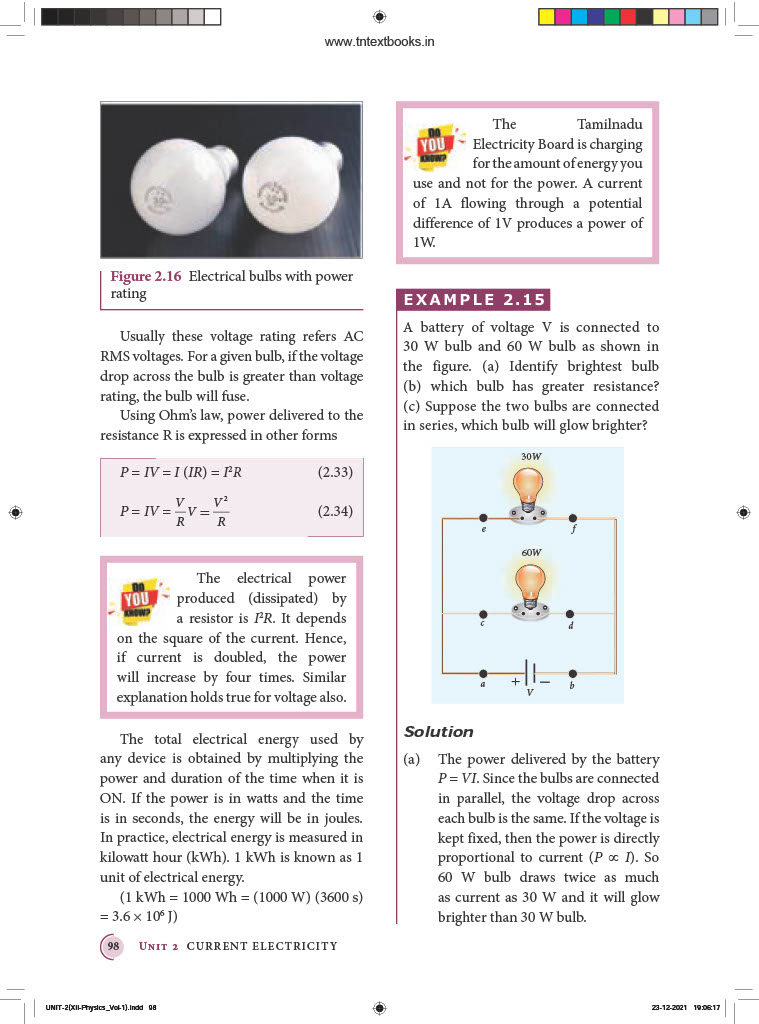 www.tntextbooks.in
Figure 2.16 Electrical bulbs with power
rating
Usually these voltage rating refers AC
RMS voltages. For a given bulb, if the voltage
drop across the bulb is greater than voltage
rating, the bulb will fuse.
Using Ohm’s law, power delivered to the
resistance R is expressed in other forms
P = IV = I (IR) = I²R (2.33)
P = IV = V/R V = V²/R (2.34)
DO
YOU
KNOW?
The electrical power
produced (dissipated) by
a resistor is I²R. It depends
on the square of the current. Hence,
if current is doubled, the power
will increase by four times. Similar
explanation holds true for voltage also.
The total electrical energy used by
any device is obtained by multiplying the
power and duration of the time when it is
ON. If the power is in watts and the time
is in seconds, the energy will be in joules.
In practice, electrical energy is measured in
kilowatt hour (kWh). 1 kWh is known as 1
unit of electrical energy.
(1 kWh = 1000 Wh = (1000 W) (3600 s)
= 3.6 × 10⁶ J)
DO
YOU
KNOW?
The Tamilnadu
Electricity Board is charging
for the amount of energy you
use and not for the power. A current
of 1A flowing through a potential
difference of 1V produces a power of
1W.
EXAMPLE 2.15
A battery of voltage V is connected to
30 W bulb and 60 W bulb as shown in
the figure. (a) Identify brightest bulb
(b) which bulb has greater resistance?
(c) Suppose the two bulbs are connected
in series, which bulb will glow brighter?
30W
e f
60W
c d
a + V − b
Solution
(a) The power delivered by the battery
P = VI. Since the bulbs are connected
in parallel, the voltage drop across
each bulb is the same. If the voltage is
kept fixed, then the power is directly
proportional to current (P ∝ I). So
60 W bulb draws twice as much
as current as 30 W and it will glow
brighter than 30 W bulb.
98 UNIT 2 CURRENT ELECTRICITY
UNIT-2(XII-Physics_Vol-1).indd 98 23-12-2021 19:06:17